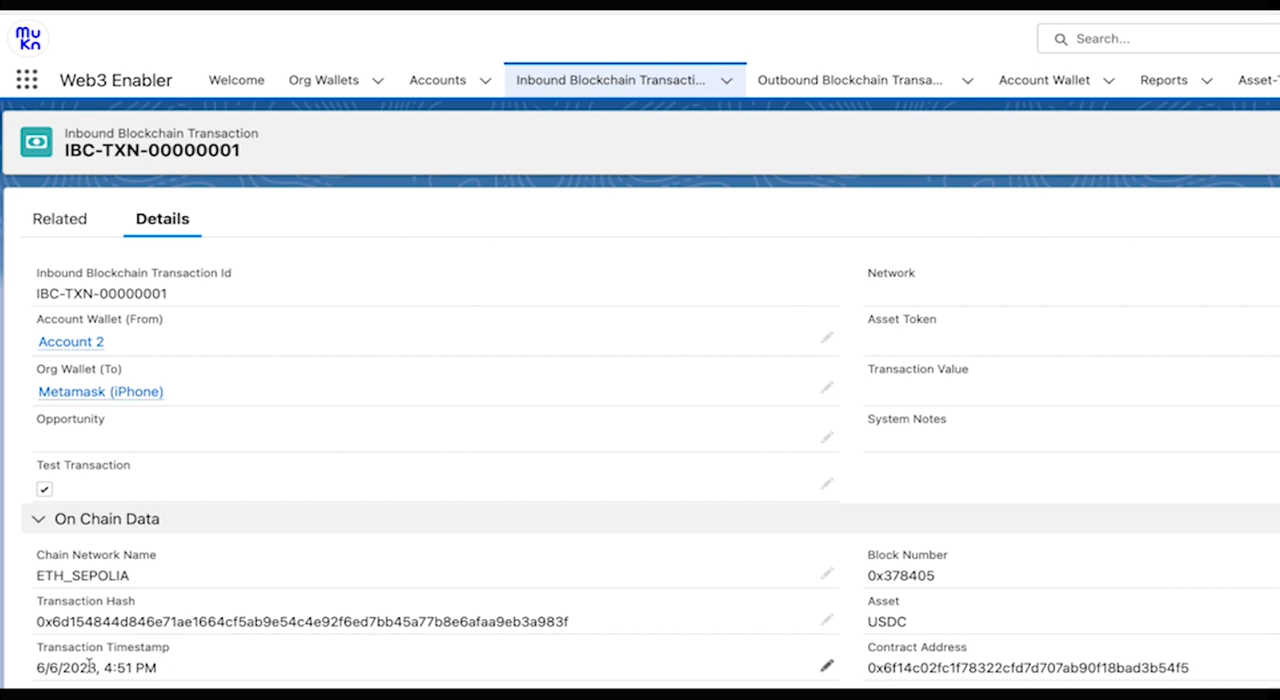 Mu
Kn
Search...
Web3 Enabler
Welcome
Org Wallets
Accounts
Inbound Blockchain Transacti...
Outbound Blockchain Transa...
Account Wallet
Reports
Asset-T
Inbound Blockchain Transaction
IBC-TXN-00000001
Related
Details
Inbound Blockchain Transaction Id
IBC-TXN-00000001
Network
Account Wallet (From)
Account 2
Asset Token
Org Wallet (To)
Metamask (iPhone)
Transaction Value
Opportunity
System Notes
Test Transaction
On Chain Data
Chain Network Name
ETH_SEPOLIA
Block Number
0x378405
Transaction Hash
0x6d154844d846e71ae1664cf5ab9e54c4e92f6ed7bb45a77b8e6afaa9eb3a983f
Asset
USDC
Transaction Timestamp
6/6/2023, 4:51 PM
Contract Address
0x6f14c02fc1f78322cfd7d707ab90f18bad3b54f5